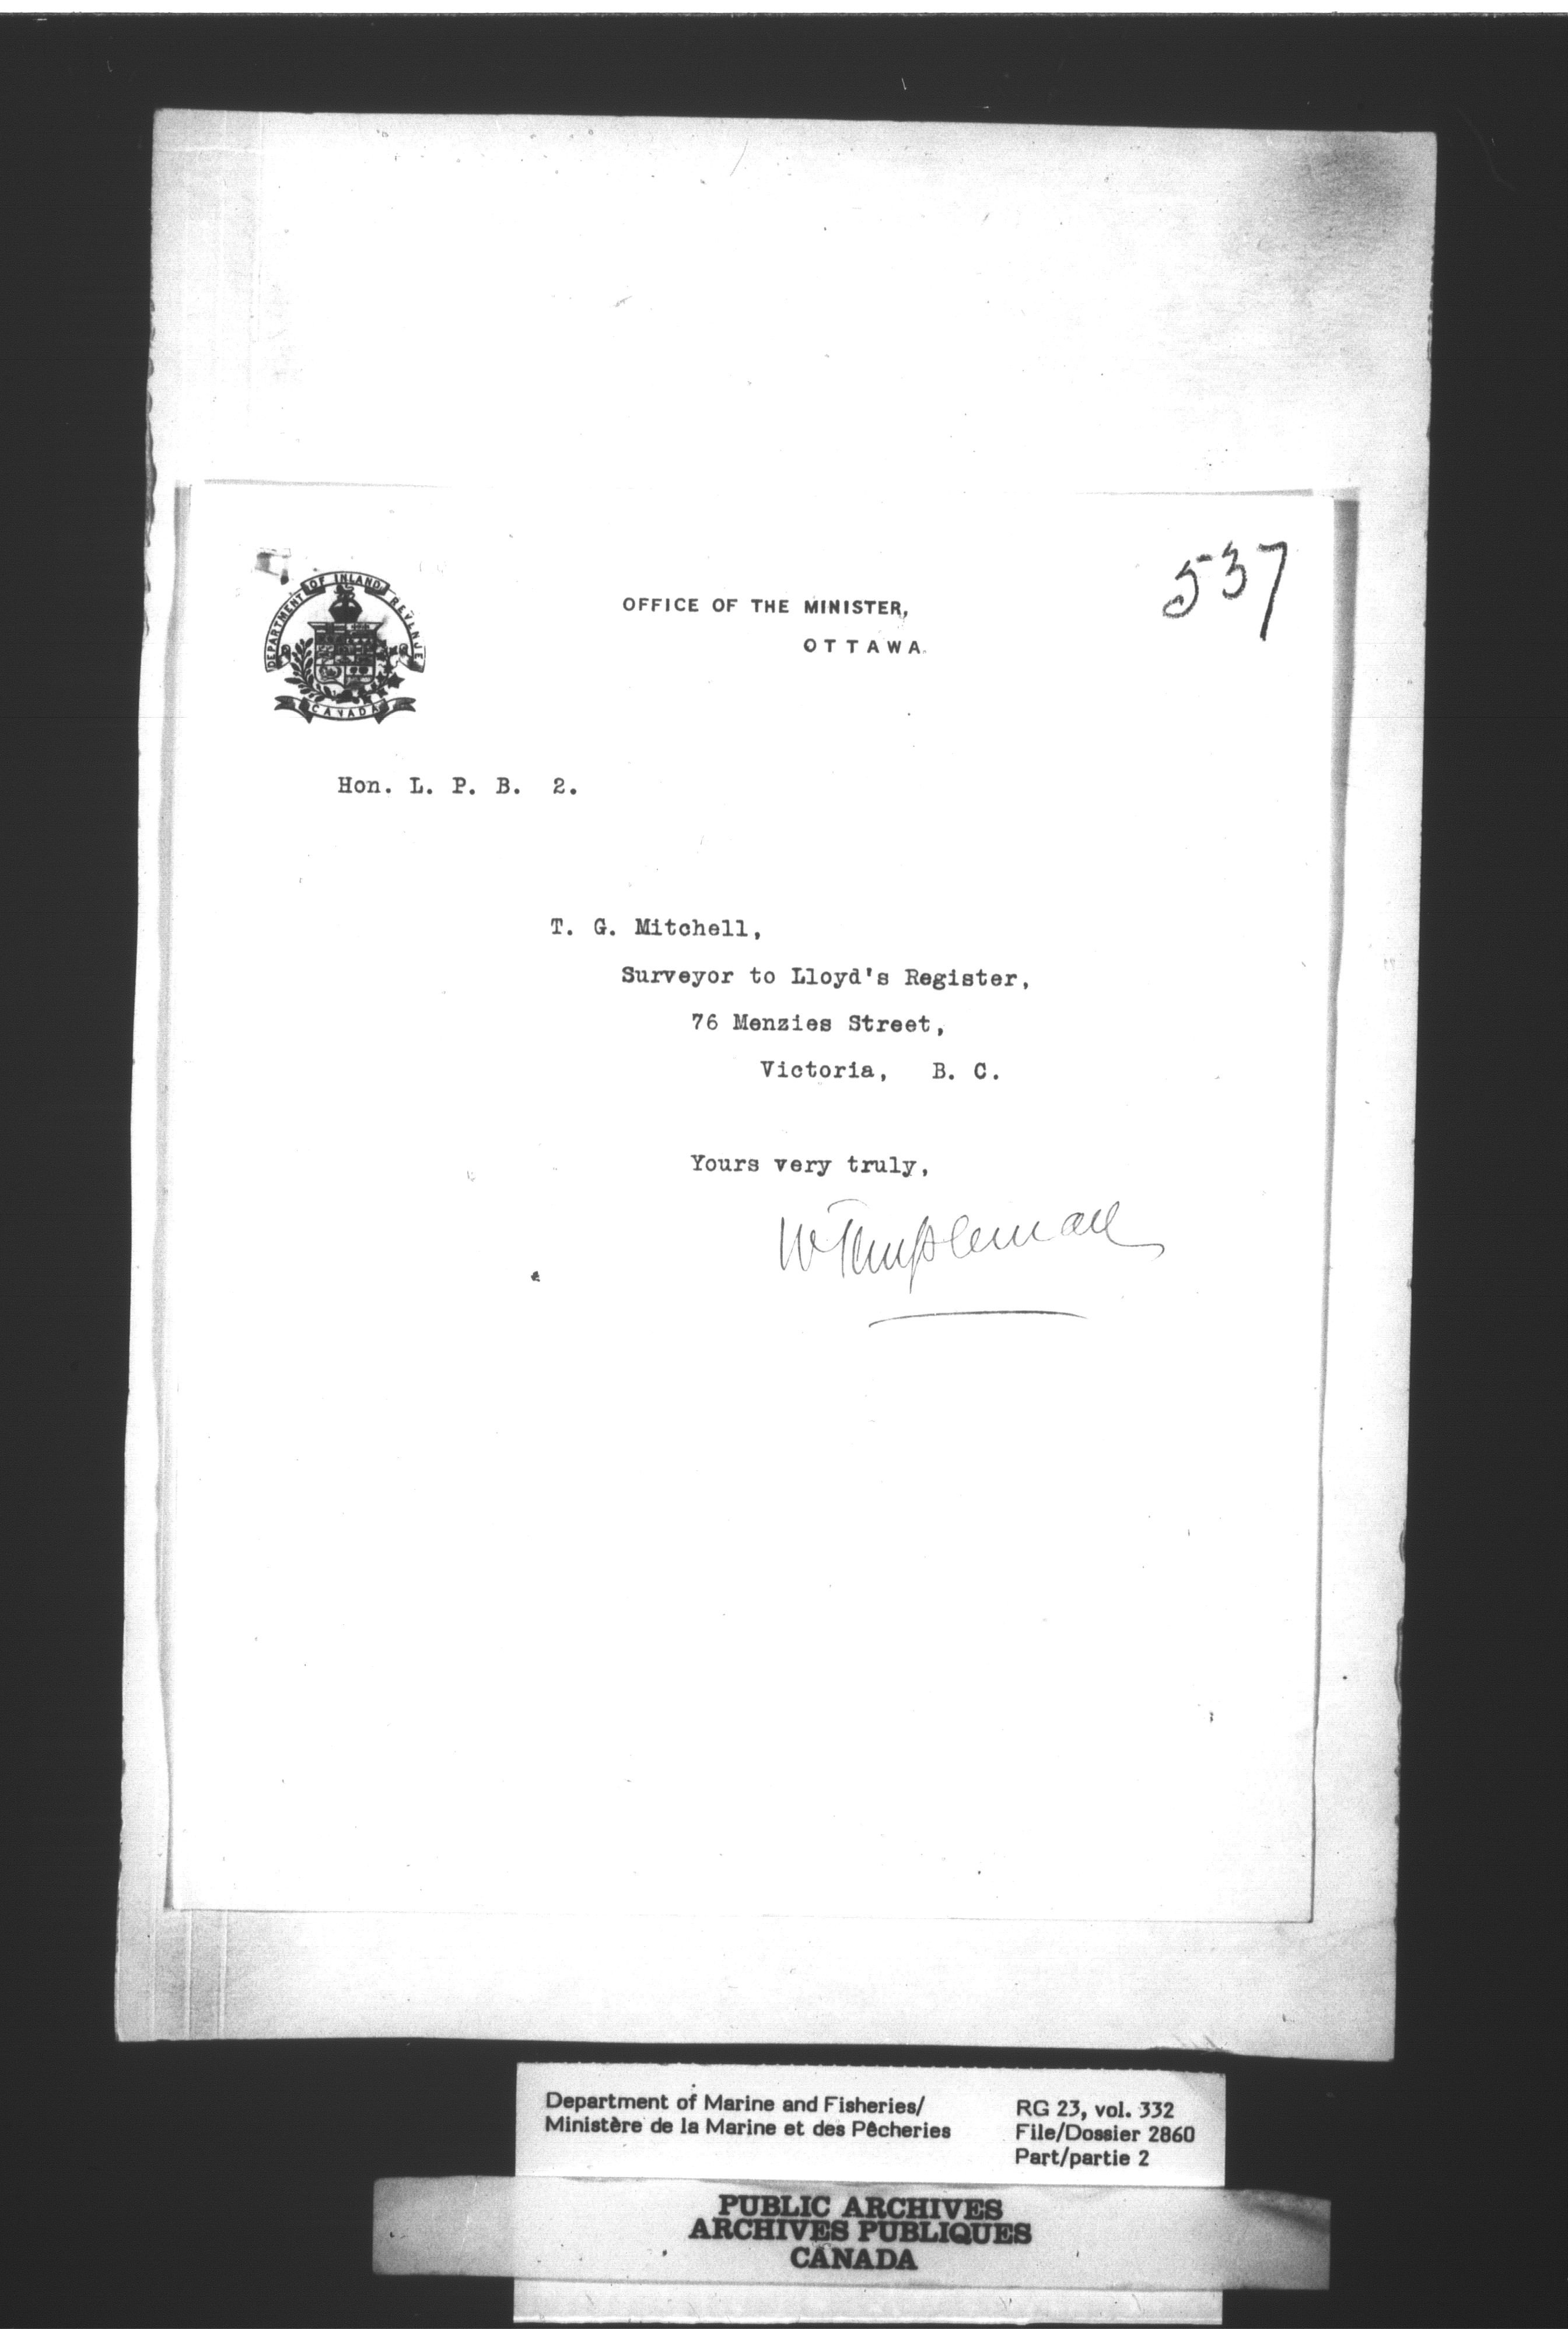 537
DEPARTMENT OF INLAND REVENUE
CANADA
OFFICE OF THE MINISTER,
OTTAWA.
Hon. L. P. B. 2.
T. G. Mitchell,
Surveyor to Lloyd's Register,
76 Menzies Street,
Victoria, B. C.
Yours very truly,
W Templeman
Department of Marine and Fisheries/
Ministère de la Marine et des Pêcheries
RG 23, vol. 332
File/Dossier 2860
Part/partie 2
PUBLIC ARCHIVES
ARCHIVES PUBLIQUES
CANADA